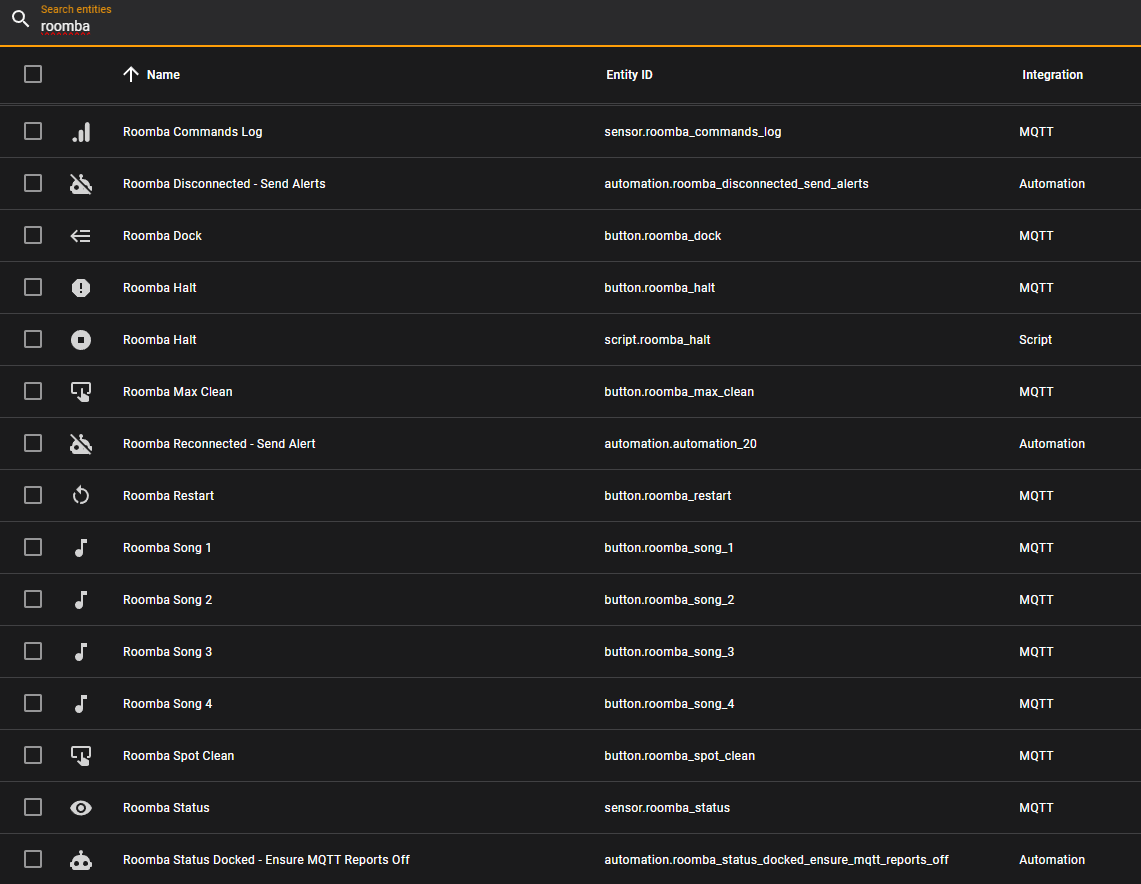 Search entities
roomba
Name Entity ID Integration
Roomba Commands Log sensor.roomba_commands_log MQTT
Roomba Disconnected - Send Alerts automation.roomba_disconnected_send_alerts Automation
Roomba Dock button.roomba_dock MQTT
Roomba Halt button.roomba_halt MQTT
Roomba Halt script.roomba_halt Script
Roomba Max Clean button.roomba_max_clean MQTT
Roomba Reconnected - Send Alert automation.automation_20 Automation
Roomba Restart button.roomba_restart MQTT
Roomba Song 1 button.roomba_song_1 MQTT
Roomba Song 2 button.roomba_song_2 MQTT
Roomba Song 3 button.roomba_song_3 MQTT
Roomba Song 4 button.roomba_song_4 MQTT
Roomba Spot Clean button.roomba_spot_clean MQTT
Roomba Status sensor.roomba_status MQTT
Roomba Status Docked - Ensure MQTT Reports Off automation.roomba_status_docked_ensure_mqtt_reports_off Automation